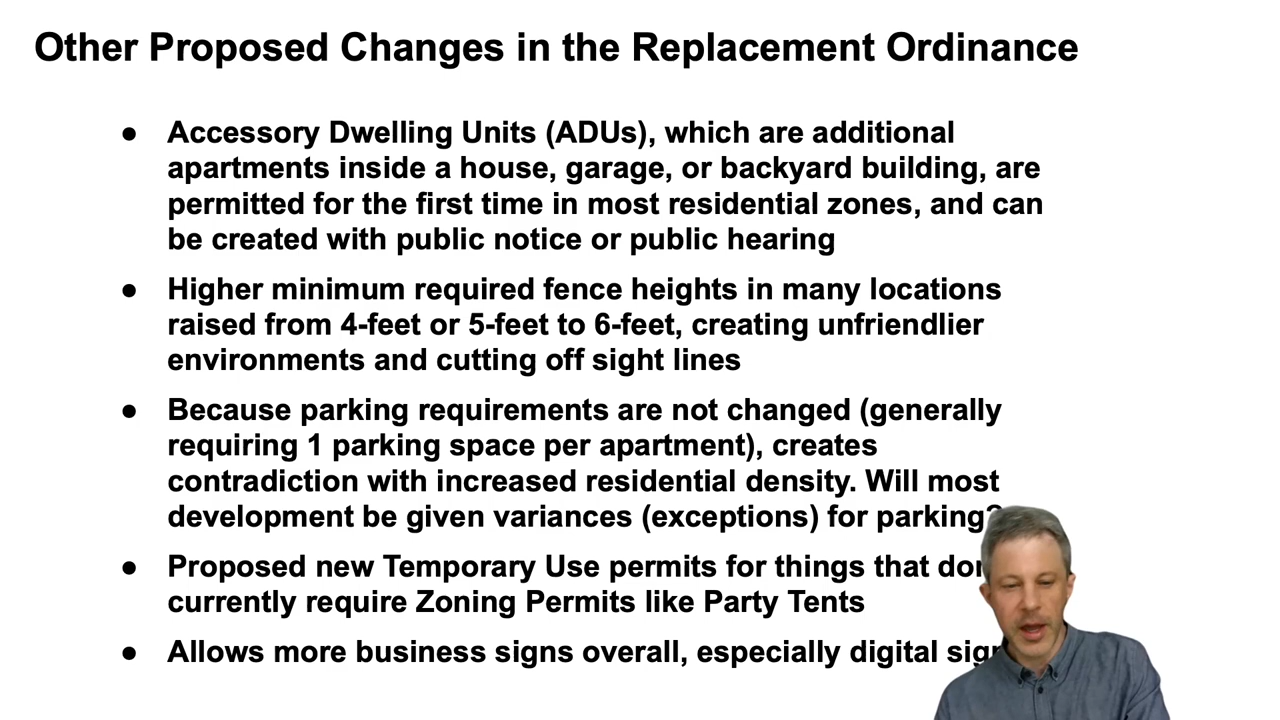 Other Proposed Changes in the Replacement Ordinance
● Accessory Dwelling Units (ADUs), which are additional
apartments inside a house, garage, or backyard building, are
permitted for the first time in most residential zones, and can
be created with public notice or public hearing
● Higher minimum required fence heights in many locations
raised from 4-feet or 5-feet to 6-feet, creating unfriendlier
environments and cutting off sight lines
● Because parking requirements are not changed (generally
requiring 1 parking space per apartment), creates
contradiction with increased residential density. Will most
development be given variances (exceptions) for parking?
● Proposed new Temporary Use permits for things that
currently require Zoning Permits like Party Tents
● Allows more business signs overall, especially digital